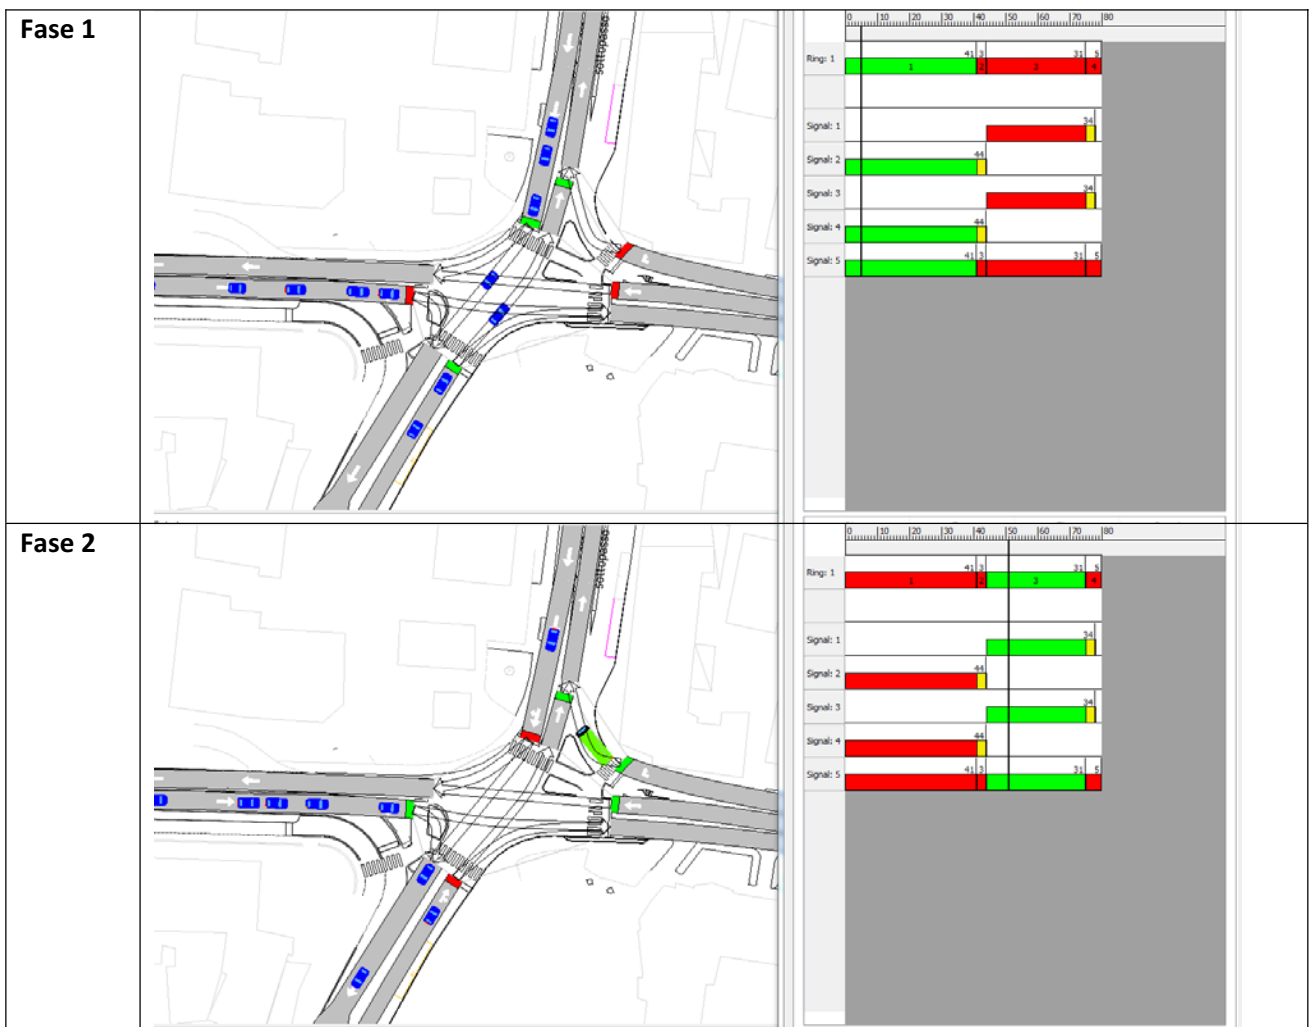 Fase 1
sottopasso
0 10 20 30 40 50 60 70 80
Ring: 1
41 3 31 5
1 2 3 4
Signal: 1
34
Signal: 2
44
Signal: 3
34
Signal: 4
44
Signal: 5
41 3 31 5
Fase 2
sottopasso
0 10 20 30 40 50 60 70 80
Ring: 1
41 3 31 5
1 2 3 4
Signal: 1
34
Signal: 2
44
Signal: 3
34
Signal: 4
44
Signal: 5
41 3 31 5